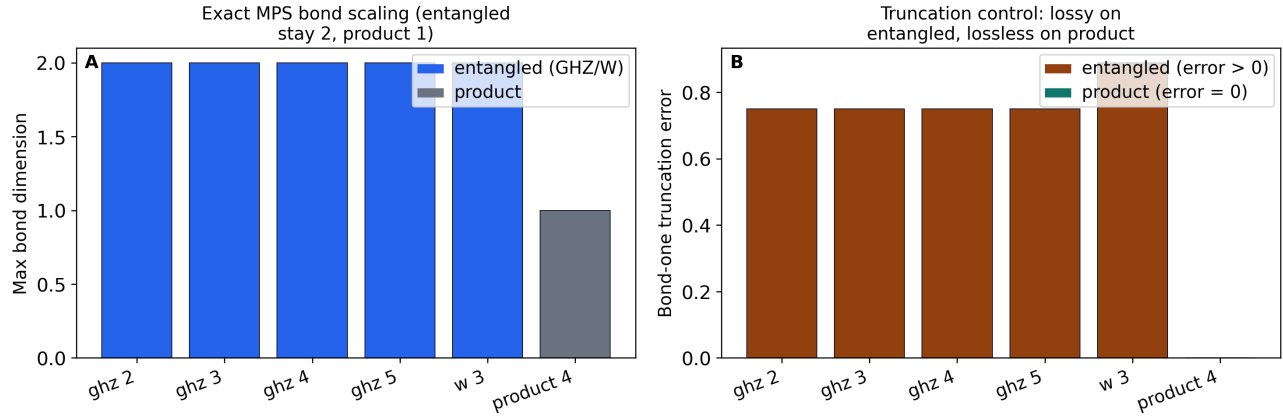 Exact MPS bond scaling (entangled
stay 2, product 1)
A
entangled (GHZ/W)
product
Max bond dimension
2.0
1.5
1.0
0.5
0.0
ghz 2
ghz 3
ghz 4
ghz 5
w 3
product 4
Truncation control: lossy on
entangled, lossless on product
B
entangled (error > 0)
product (error = 0)
Bond-one truncation error
0.8
0.6
0.4
0.2
0.0
ghz 2
ghz 3
ghz 4
ghz 5
w 3
product 4